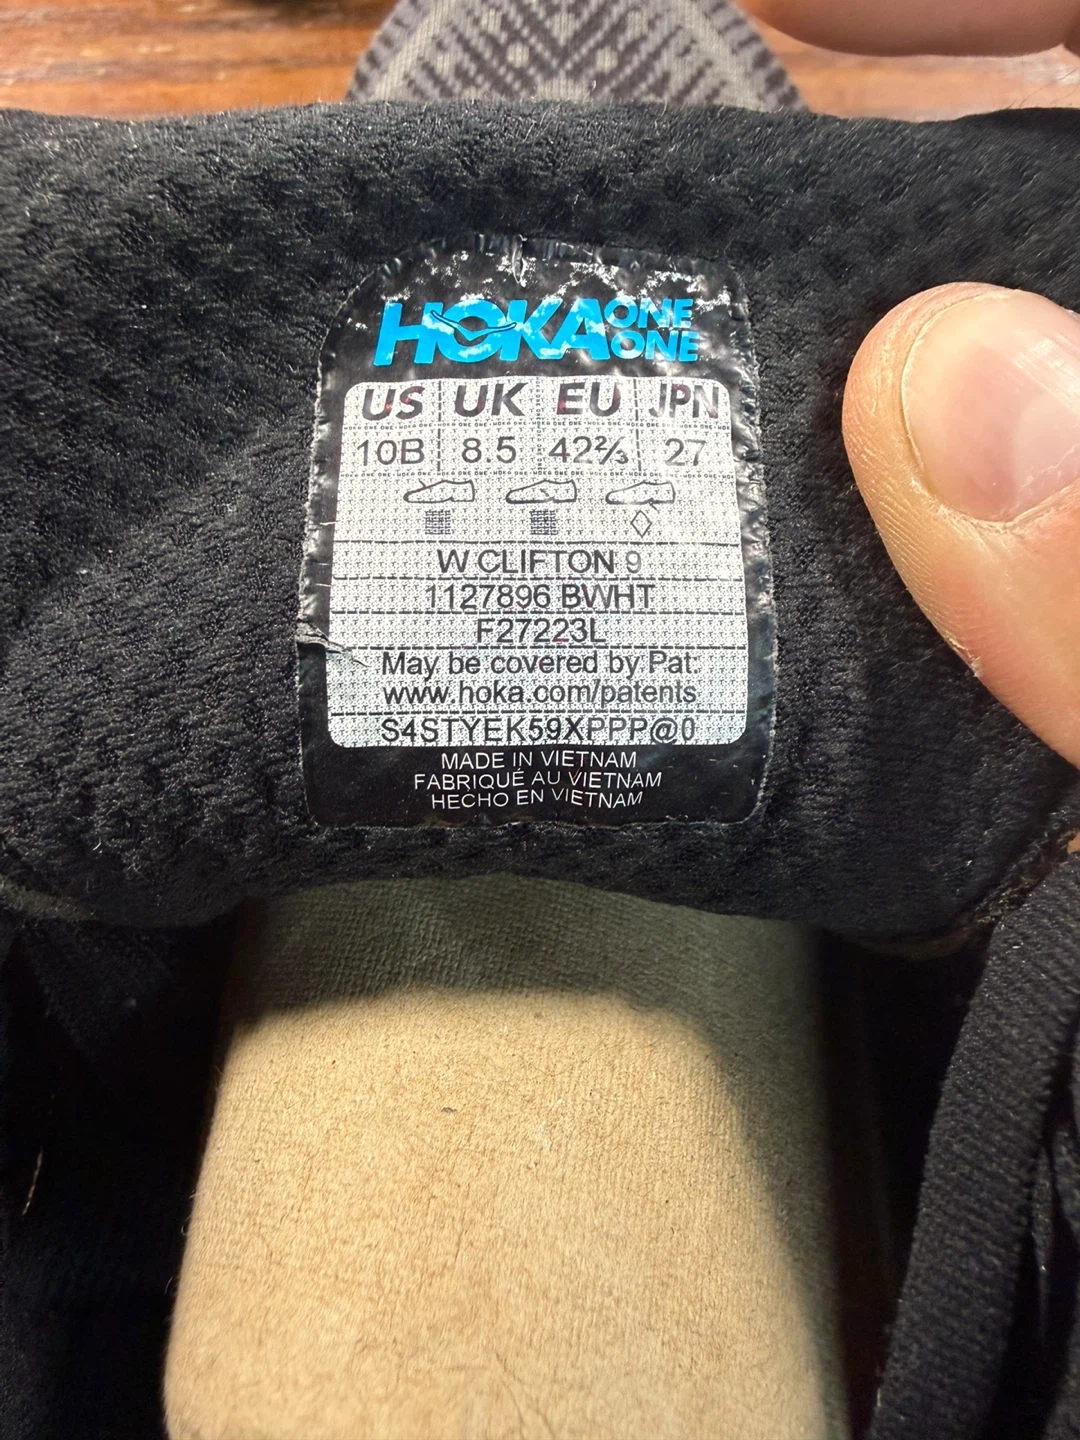 HOKA ONE ONE
US UK EU JPN
10B 8.5 42⅔ 27
W CLIFTON 9
1127896 BWHT
F27223L
May be covered by Pat:
www.hoka.com/patents
S4STYEK59XPPP@0
MADE IN VIETNAM
FABRIQUÉ AU VIETNAM
HECHO EN VIETNAM